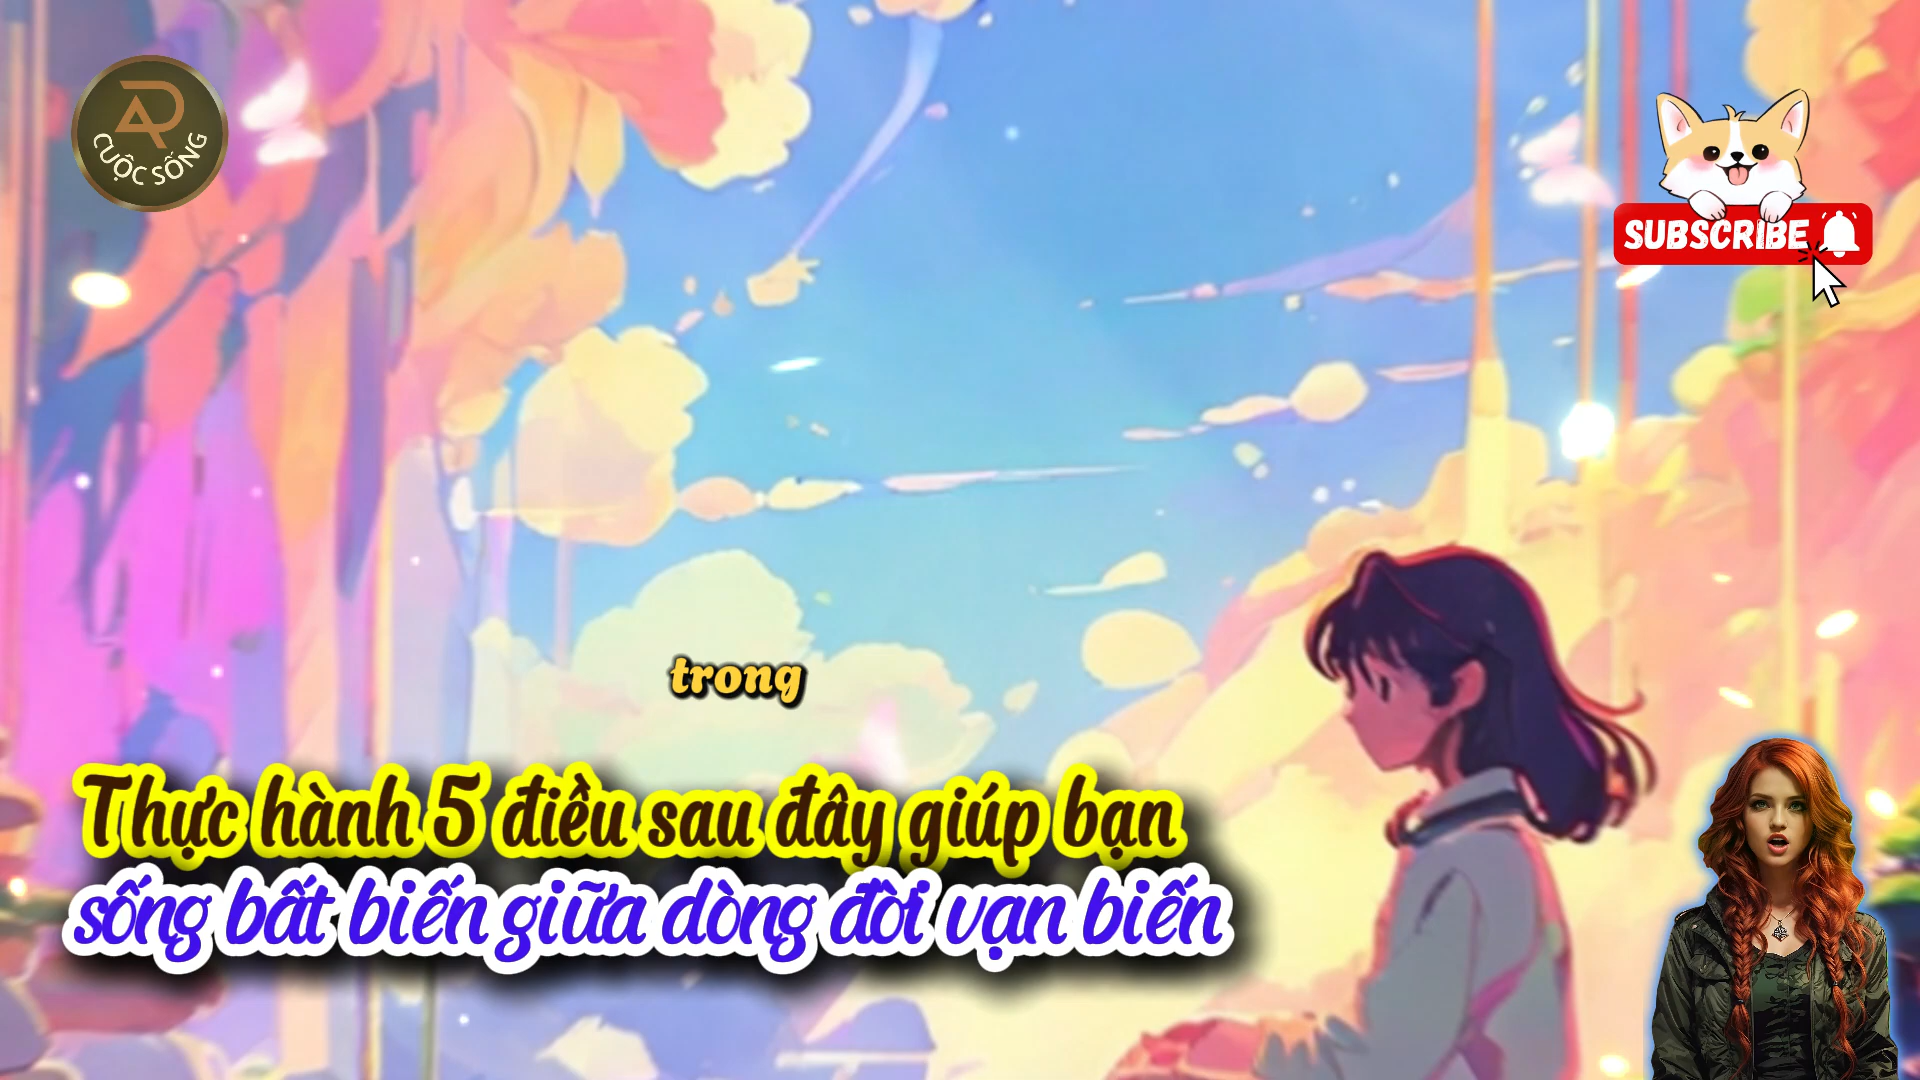 AR
CUỘC SỐNG
SUBSCRIBE
trong
Thực hành 5 điều sau đây giúp bạn
sống bất biến giữa dòng đời vạn biến